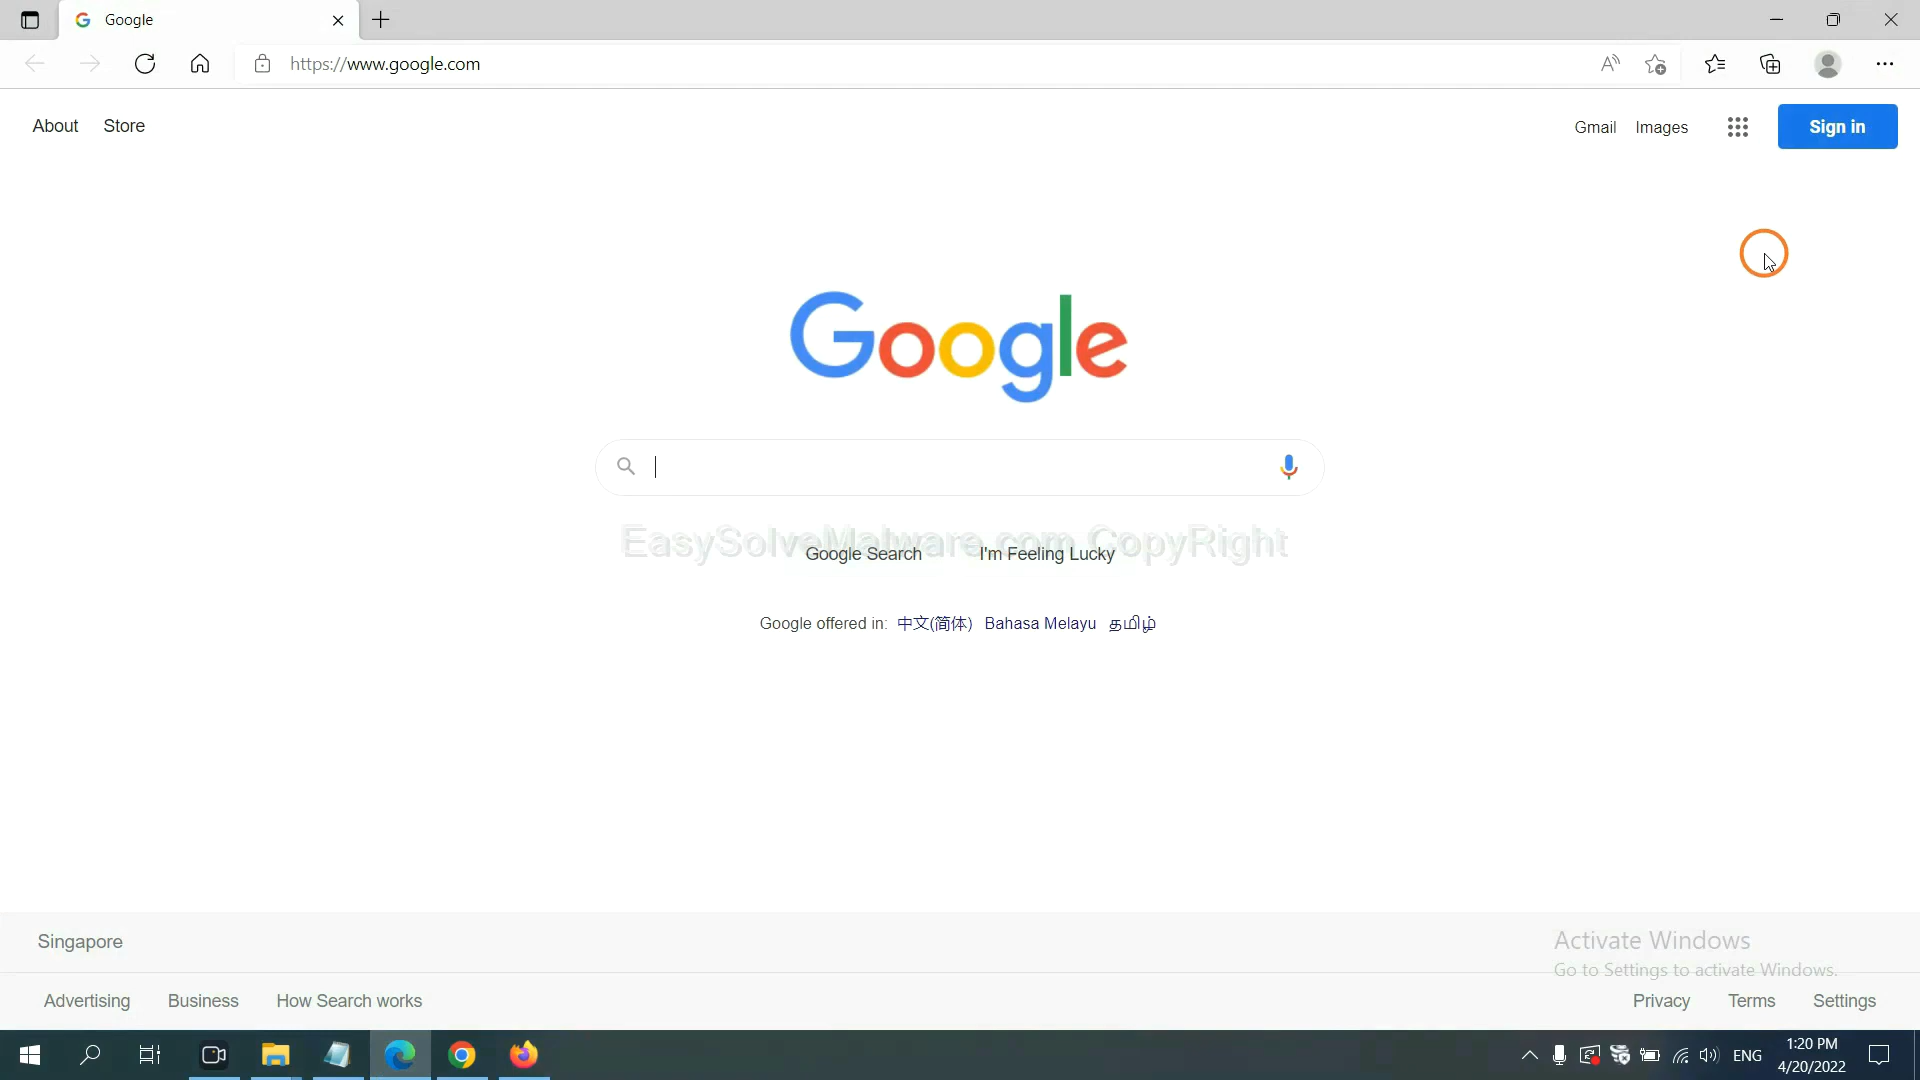 Google
https://www.google.com
About Store
Gmail Images Sign in
Google
EasySolveMalware.com CopyRight
Google Search I'm Feeling Lucky
Google offered in: 中文(简体) Bahasa Melayu தமிழ்
Singapore
Activate Windows
Go to Settings to activate Windows.
Advertising Business How Search works
Privacy Terms Settings
ENG
1:20 PM
4/20/2022